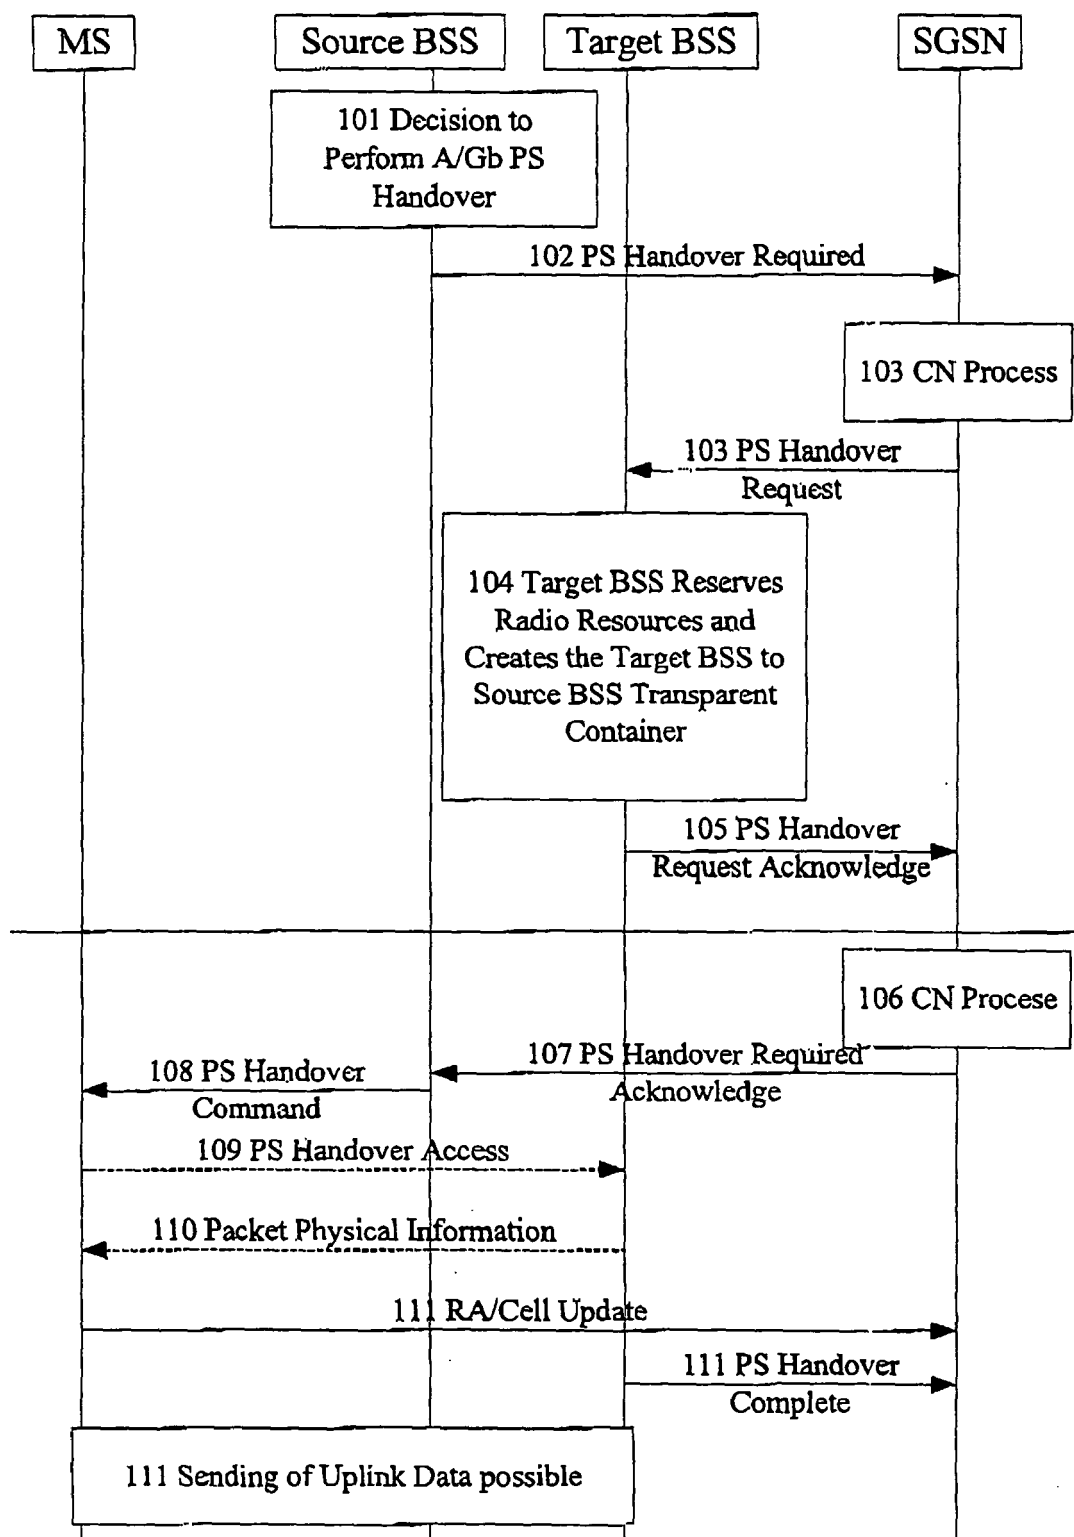 MS
Source BSS
Target BSS
SGSN
101 Decision to
Perform A/Gb PS
Handover
102 PS Handover Required
103 CN Process
103 PS Handover
Request
104 Target BSS Reserves
Radio Resources and
Creates the Target BSS to
Source BSS Transparent
Container
105 PS Handover
Request Acknowledge
106 CN Procese
107 PS Handover Required
Acknowledge
108 PS Handover
Command
109 PS Handover Access
110 Packet Physical Information
111 RA/Cell Update
111 PS Handover
Complete
111 Sending of Uplink Data possible